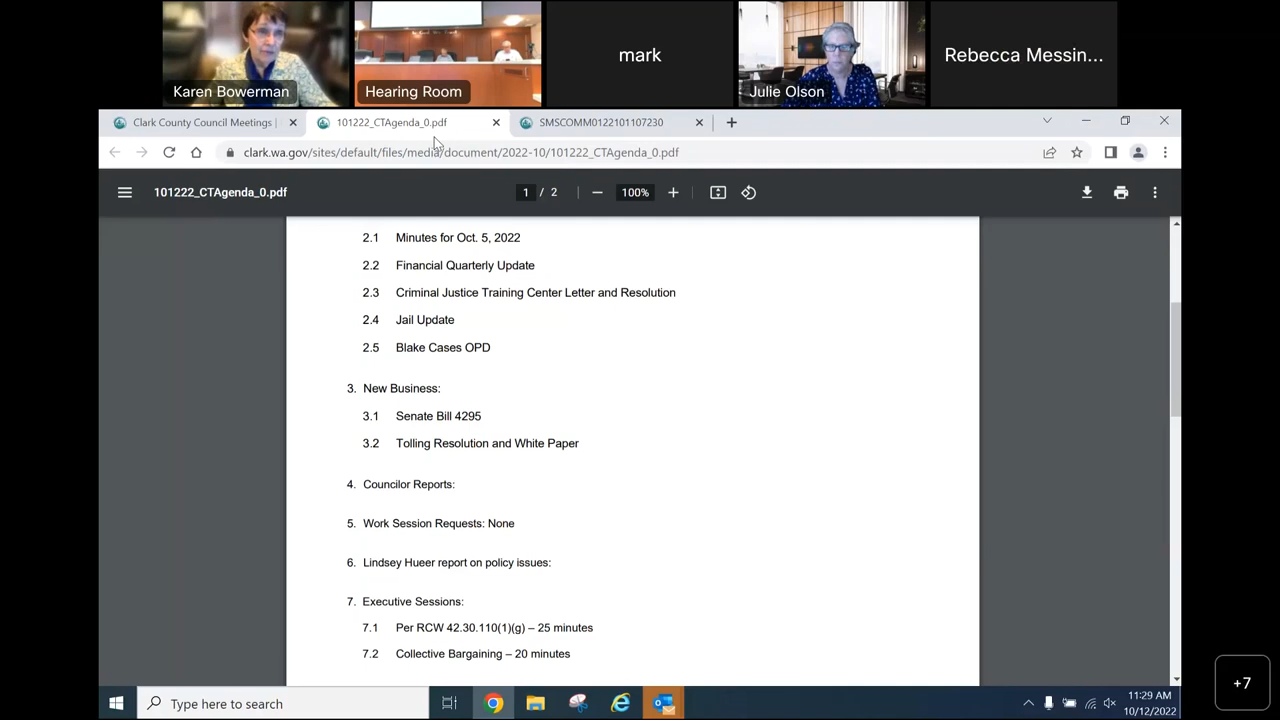 Karen Bowerman
Hearing Room
mark
Julie Olson
Rebecca Messin...
Clark County Council Meetings |
101222_CTAgenda_0.pdf
SMSCOMM0122101107230
clark.wa.gov/sites/default/files/media/document/2022-10/101222_CTAgenda_0.pdf
101222_CTAgenda_0.pdf
1 / 2
100%
2.1 Minutes for Oct. 5, 2022
2.2 Financial Quarterly Update
2.3 Criminal Justice Training Center Letter and Resolution
2.4 Jail Update
2.5 Blake Cases OPD
3. New Business:
3.1 Senate Bill 4295
3.2 Tolling Resolution and White Paper
4. Councilor Reports:
5. Work Session Requests: None
6. Lindsey Hueer report on policy issues:
7. Executive Sessions:
7.1 Per RCW 42.30.110(1)(g) – 25 minutes
7.2 Collective Bargaining – 20 minutes
+7
Type here to search
11:29 AM
10/12/2022